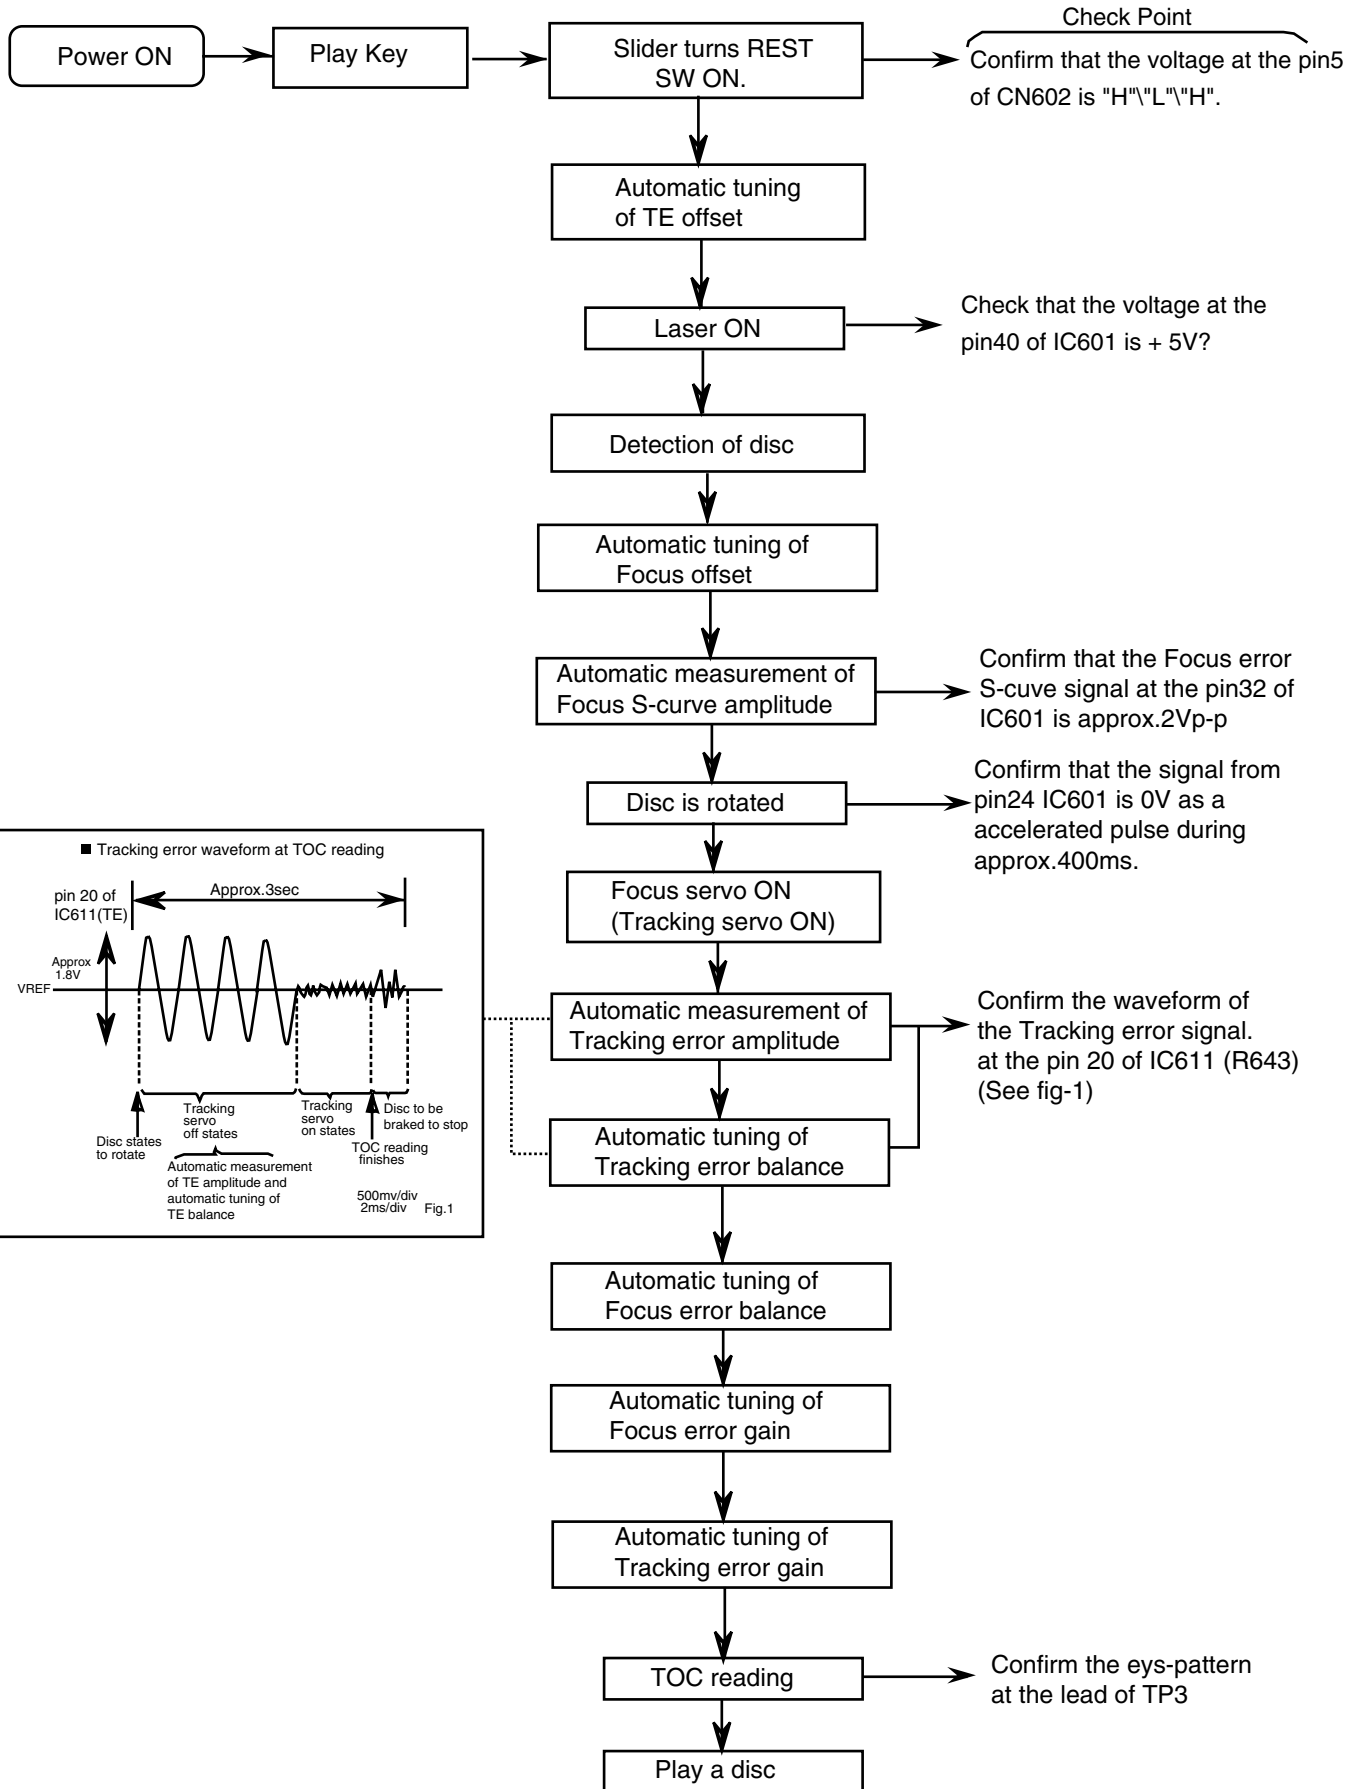 Check Point
Power ON
Play Key
Slider turns REST
SW ON.
Confirm that the voltage at the pin5
of CN602 is "H"\"L"\"H".
Automatic tuning
of TE offset
Laser ON
Check that the voltage at the
pin40 of IC601 is + 5V?
Detection of disc
Automatic tuning of
Focus offset
Automatic measurement of
Focus S-curve amplitude
Confirm that the Focus error
S-cuve signal at the pin32 of
IC601 is approx.2Vp-p
Disc is rotated
Confirm that the signal from
pin24 IC601 is 0V as a
accelerated pulse during
approx.400ms.
Focus servo ON
(Tracking servo ON)
■ Tracking error waveform at TOC reading
pin 20 of
IC611(TE)
Approx.3sec
Approx
1.8V
VREF
Disc states
to rotate
Tracking
servo
off states
Tracking
servo
on states
Disc to be
braked to stop
TOC reading
finishes
Automatic measurement
of TE amplitude and
automatic tuning of
TE balance
500mv/div
2ms/div
Fig.1
Automatic measurement of
Tracking error amplitude
Confirm the waveform of
the Tracking error signal.
at the pin 20 of IC611 (R643)
(See fig-1)
Automatic tuning of
Tracking error balance
Automatic tuning of
Focus error balance
Automatic tuning of
Focus error gain
Automatic tuning of
Tracking error gain
TOC reading
Confirm the eys-pattern
at the lead of TP3
Play a disc